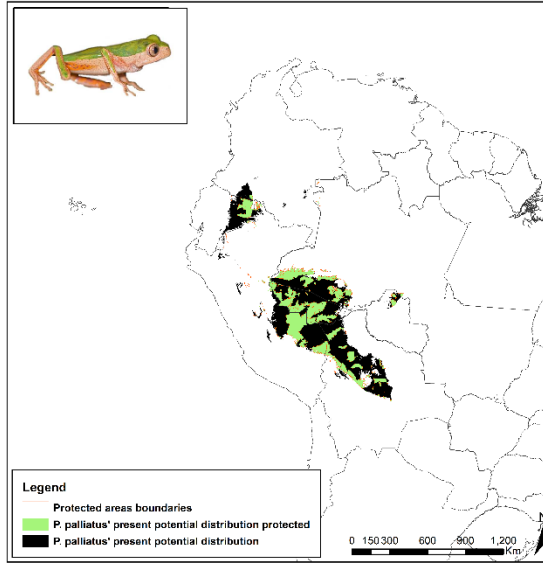 Legend
Protected areas boundaries
P. palliatus' present potential distribution protected
P. palliatus' present potential distribution
0 150 300 600 900 1,200
Km
N